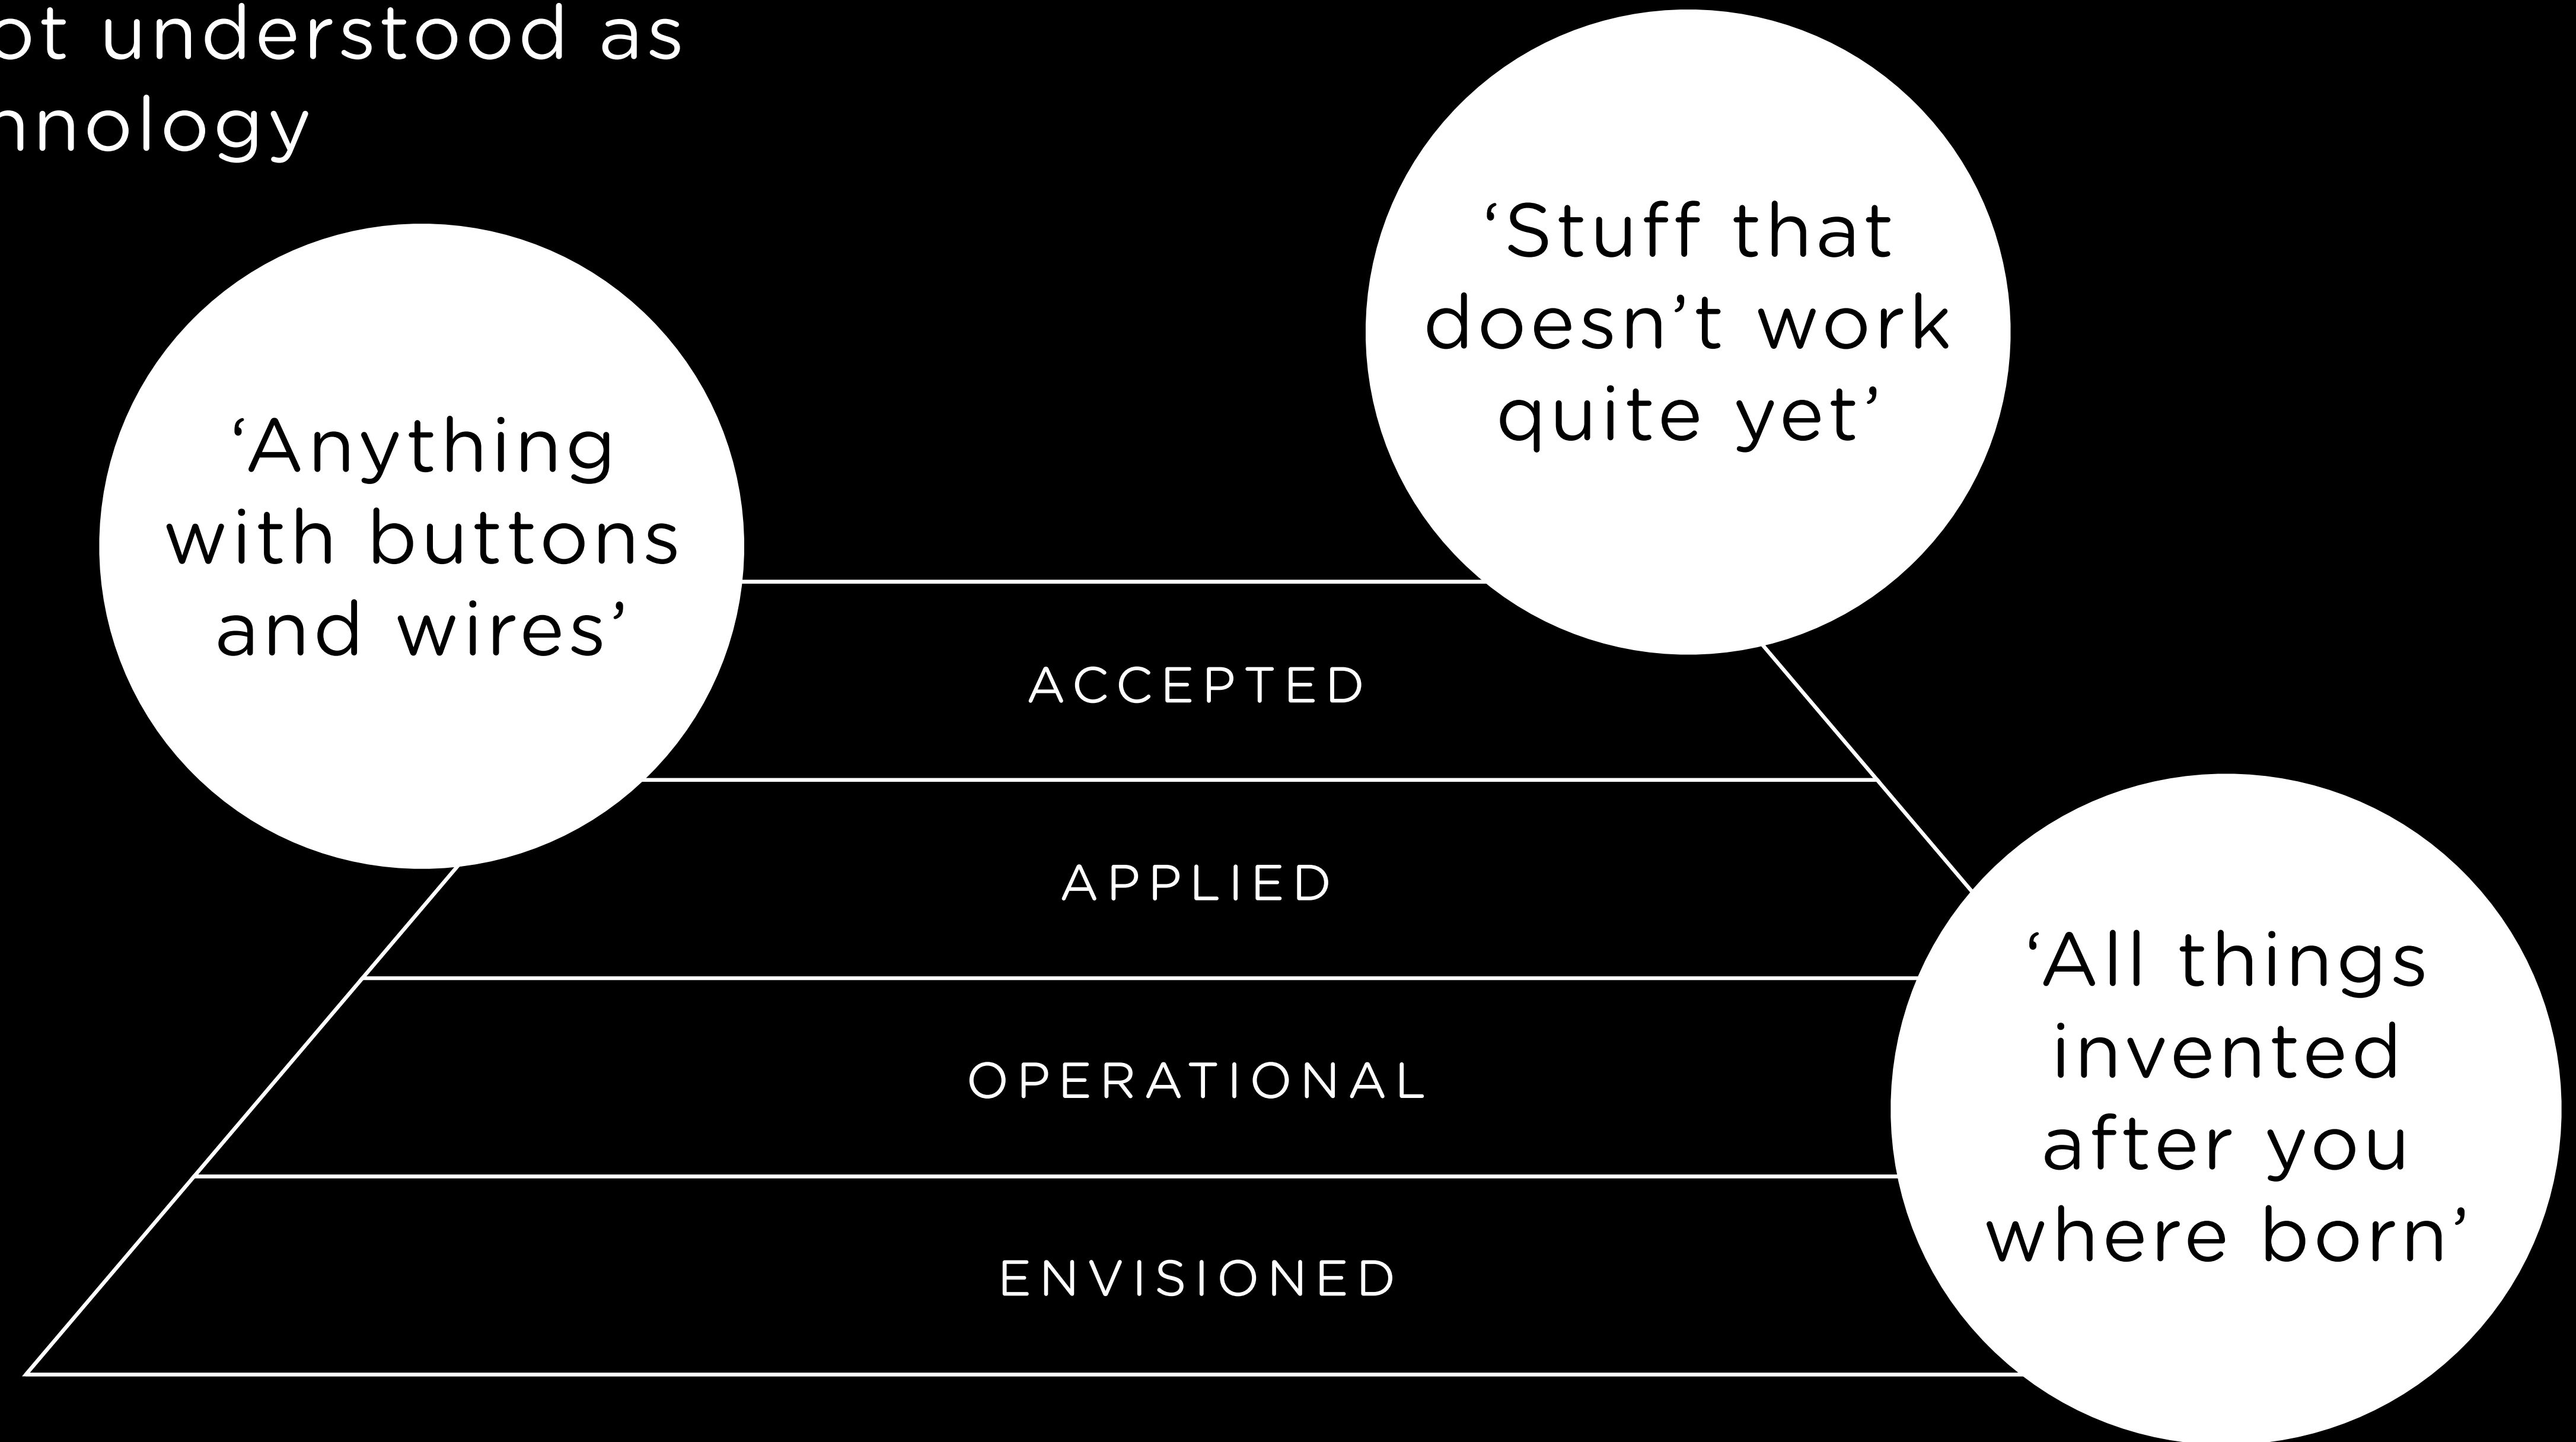 ot understood as
hnology
‘Stuff that
doesn’t work
quite yet’
‘Anything
with buttons
and wires’
ACCEPTED
APPLIED
OPERATIONAL
ENVISIONED
‘All things
invented
after you
where born’